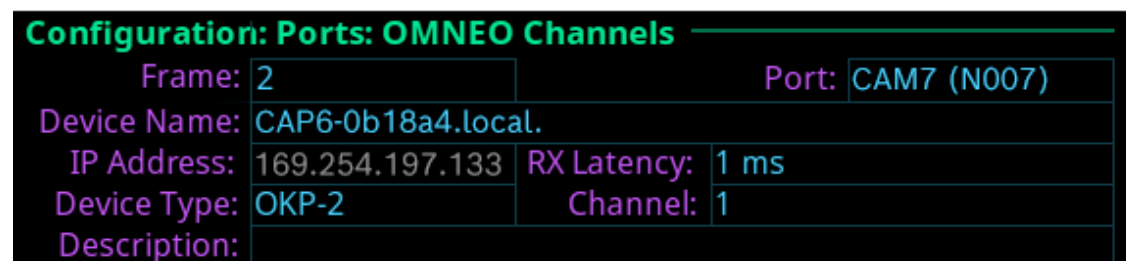 Configuration: Ports: OMNEO Channels
Frame: 2 Port: CAM7 (N007)
Device Name: CAP6-0b18a4.local.
IP Address: 169.254.197.133 RX Latency: 1 ms
Device Type: OKP-2 Channel: 1
Description: